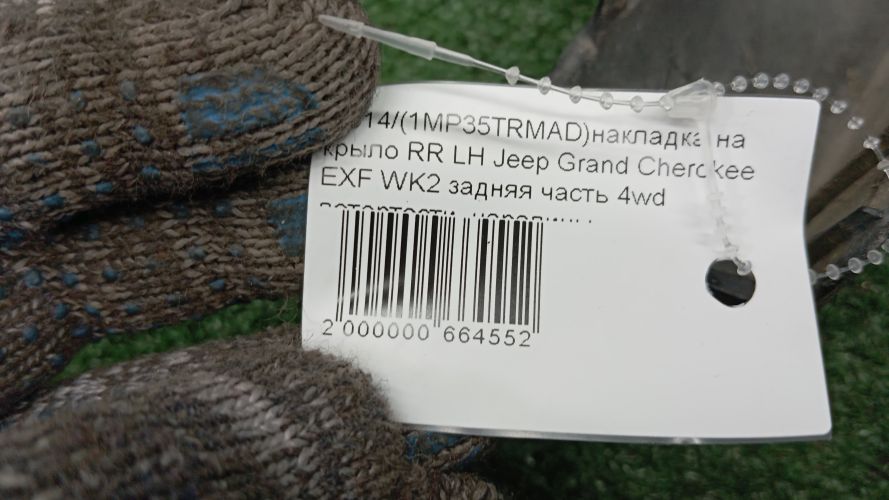 14/(1MP35TRMAD)накладка на
крыло RR LH Jeep Grand Cherokee
EXF WK2 задняя часть 4wd
2 000000 664552